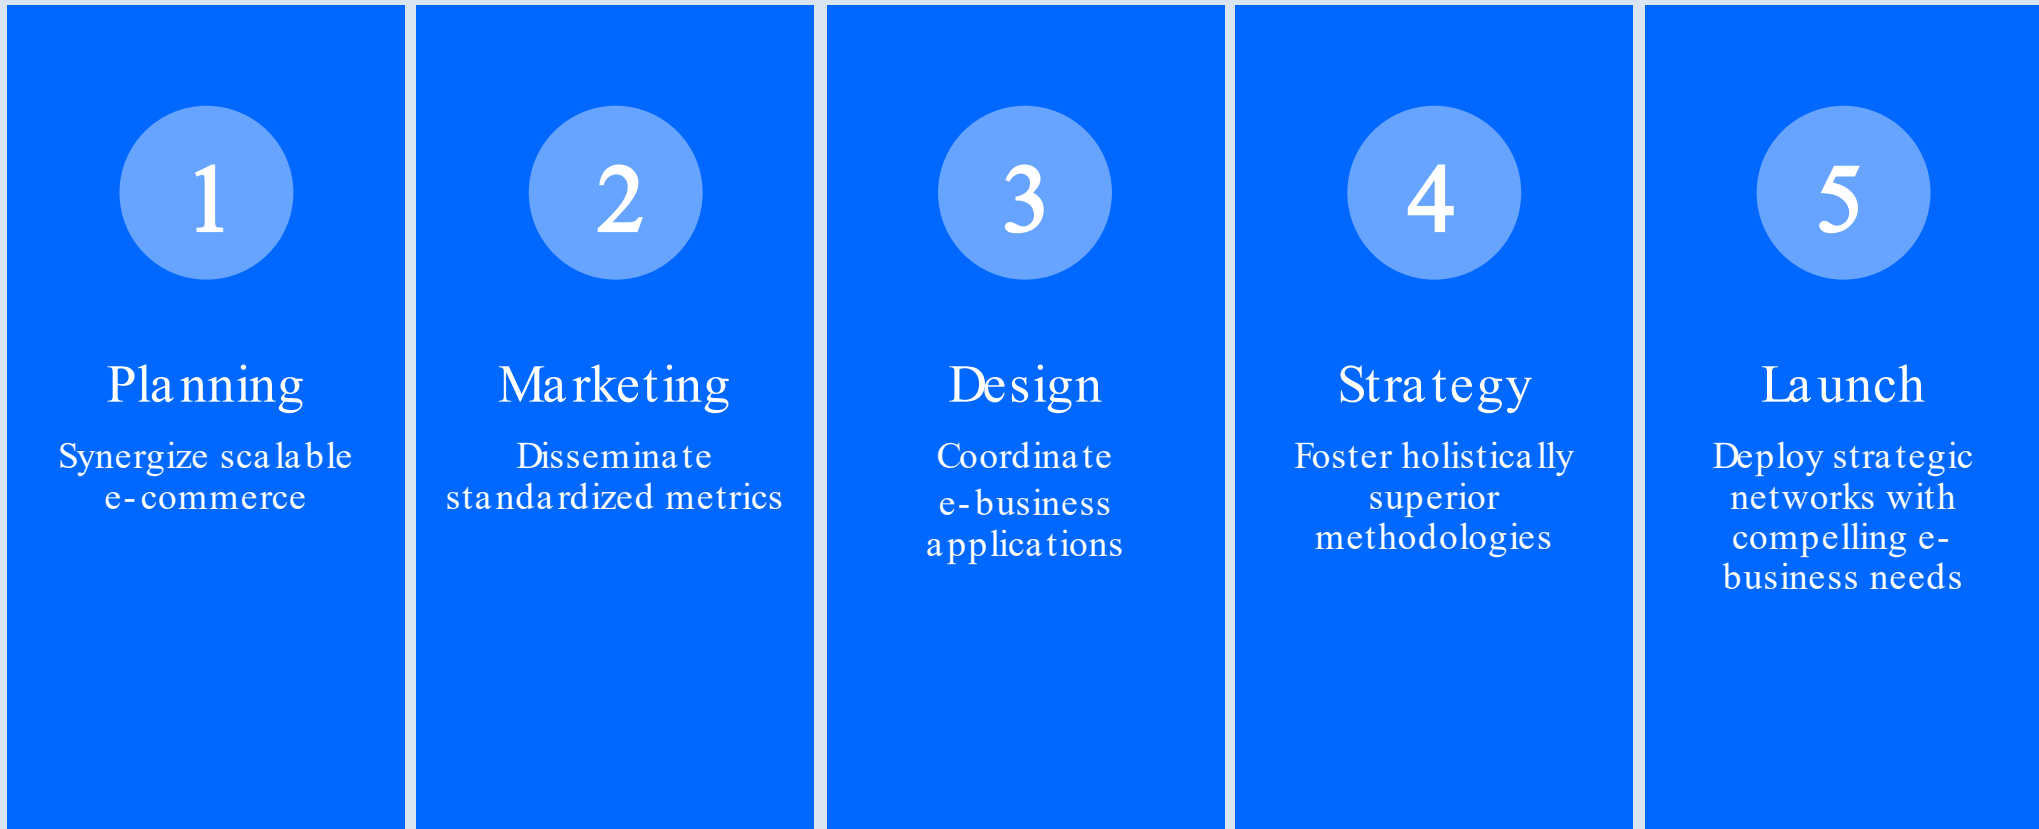 1
Planning
Synergize scalable
e-commerce
2
Marketing
Disseminate
standardized metrics
3
Design
Coordinate
e-business
applications
4
Strategy
Foster holistically
superior
methodologies
5
Launch
Deploy strategic
networks with
compelling e-
business needs